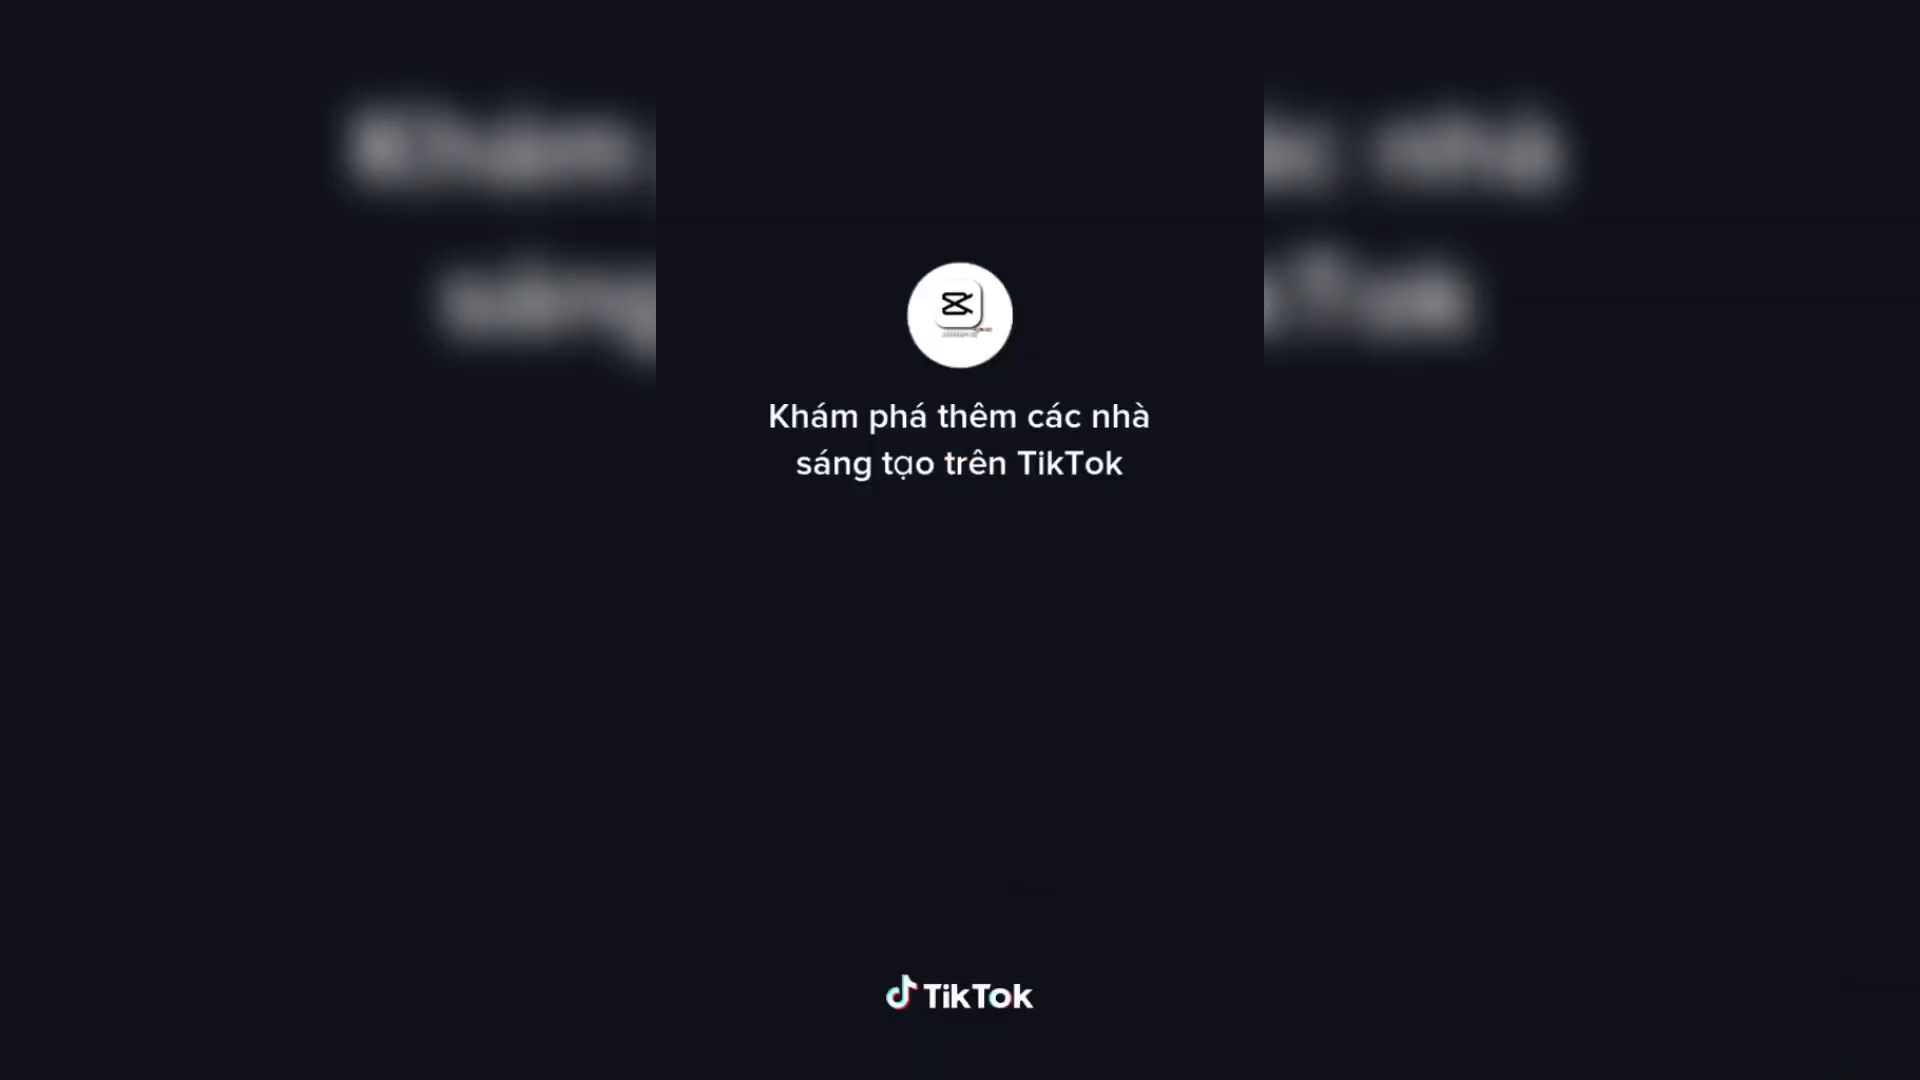 Khám phá thêm các nhà
sáng tạo trên TikTok
TikTok